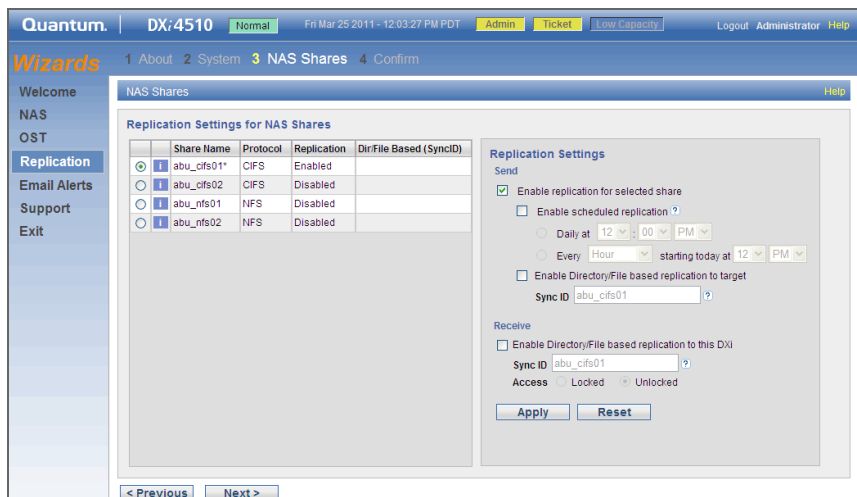 Quantum. DXi4510 Normal Fri Mar 25 2011 - 12:03:27 PM PDT Admin Ticket Low Capacity Logout Administrator Help
Wizards 1 About 2 System 3 NAS Shares 4 Confirm
Welcome
NAS
OST
Replication
Email Alerts
Support
Exit
NAS Shares Help
Replication Settings for NAS Shares
Share Name Protocol Replication Dir/File Based (SyncID)
i abu_cifs01* CIFS Enabled
i abu_cifs02 CIFS Disabled
i abu_nfs01 NFS Disabled
i abu_nfs02 NFS Disabled
Replication Settings
Send
Enable replication for selected share
Enable scheduled replication ?
Daily at 12 : 00 PM
Every Hour starting today at 12 PM
Enable Directory/File based replication to target
Sync ID abu_cifs01 ?
Receive
Enable Directory/File based replication to this DXi
Sync ID abu_cifs01 ?
Access Locked Unlocked
Apply Reset
< Previous Next >